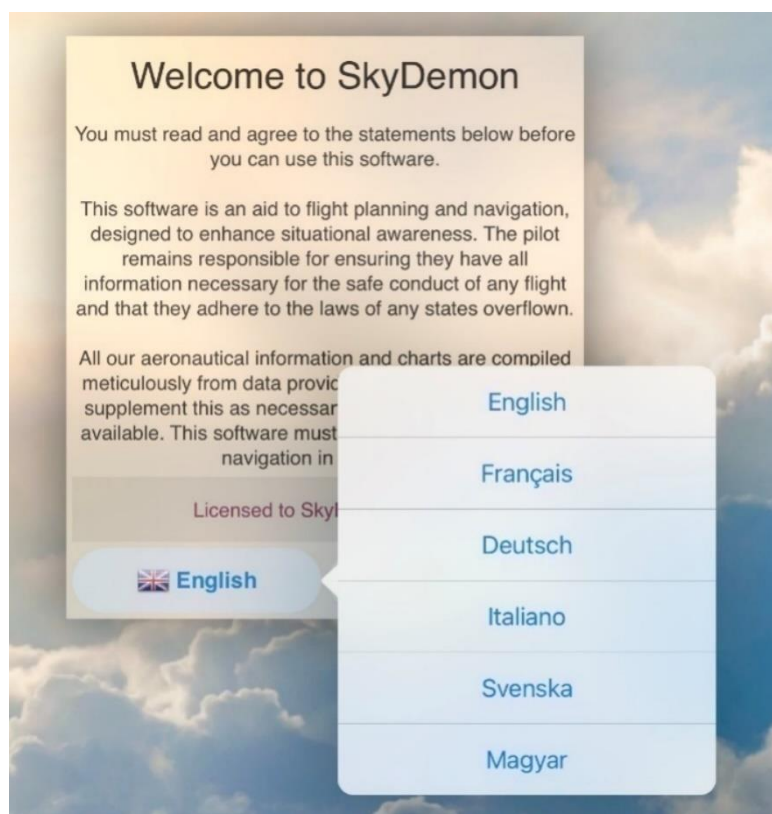 Welcome to SkyDemon
You must read and agree to the statements below before
you can use this software.
This software is an aid to flight planning and navigation,
designed to enhance situational awareness. The pilot
remains responsible for ensuring they have all
information necessary for the safe conduct of any flight
and that they adhere to the laws of any states overflown.
All our aeronautical information and charts are compiled
meticulously from data
supplement this as
available. This software must
navigation in
Licensed to
English
English
Français
Deutsch
Italiano
Svenska
Magyar